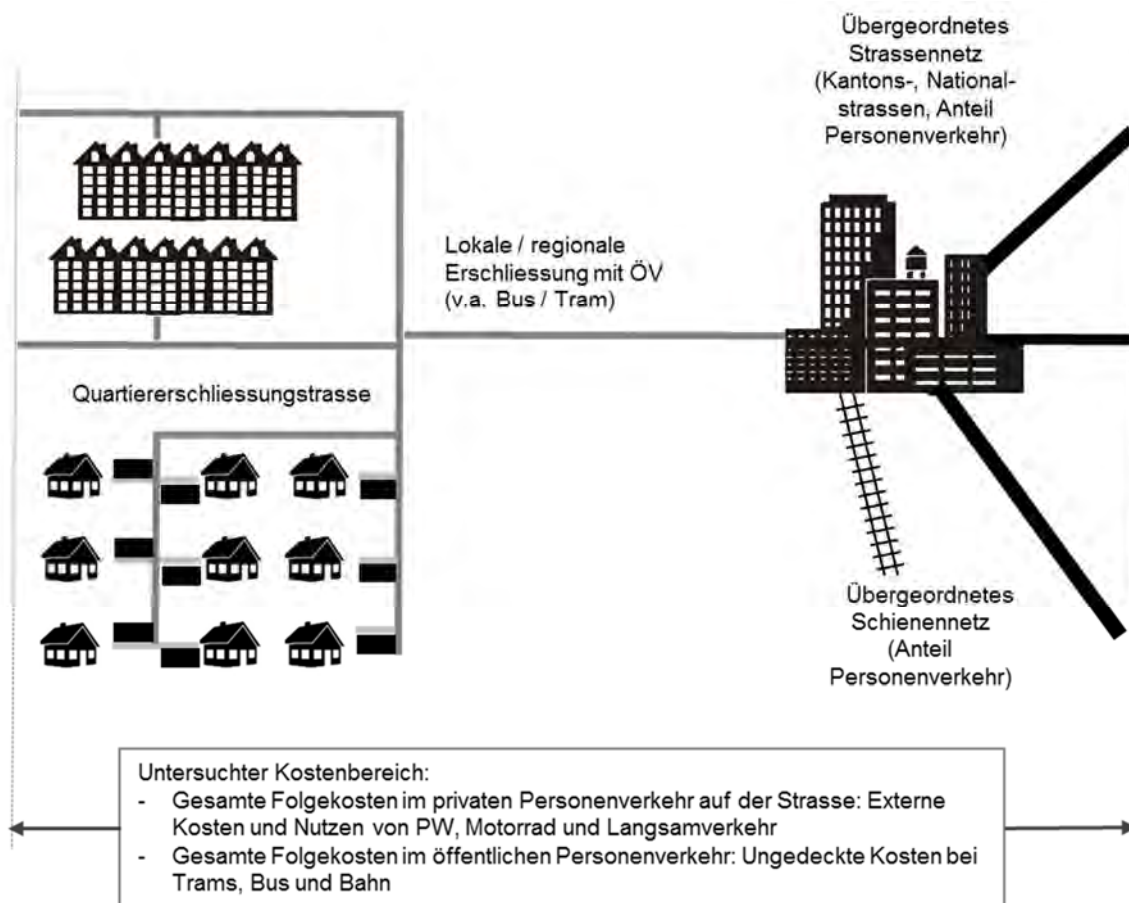 Übergeordnetes
Strassennetz
(Kantons-, National-
strassen, Anteil
Personenverkehr)
Lokale / regionale
Erschliessung mit ÖV
(v.a. Bus / Tram)
Quartiererschliessungstrasse
Übergeordnetes
Schienennetz
(Anteil
Personenverkehr)
Untersuchter Kostenbereich:
- Gesamte Folgekosten im privaten Personenverkehr auf der Strasse: Externe
Kosten und Nutzen von PW, Motorrad und Langsamverkehr
- Gesamte Folgekosten im öffentlichen Personenverkehr: Ungedeckte Kosten bei
Trams, Bus und Bahn